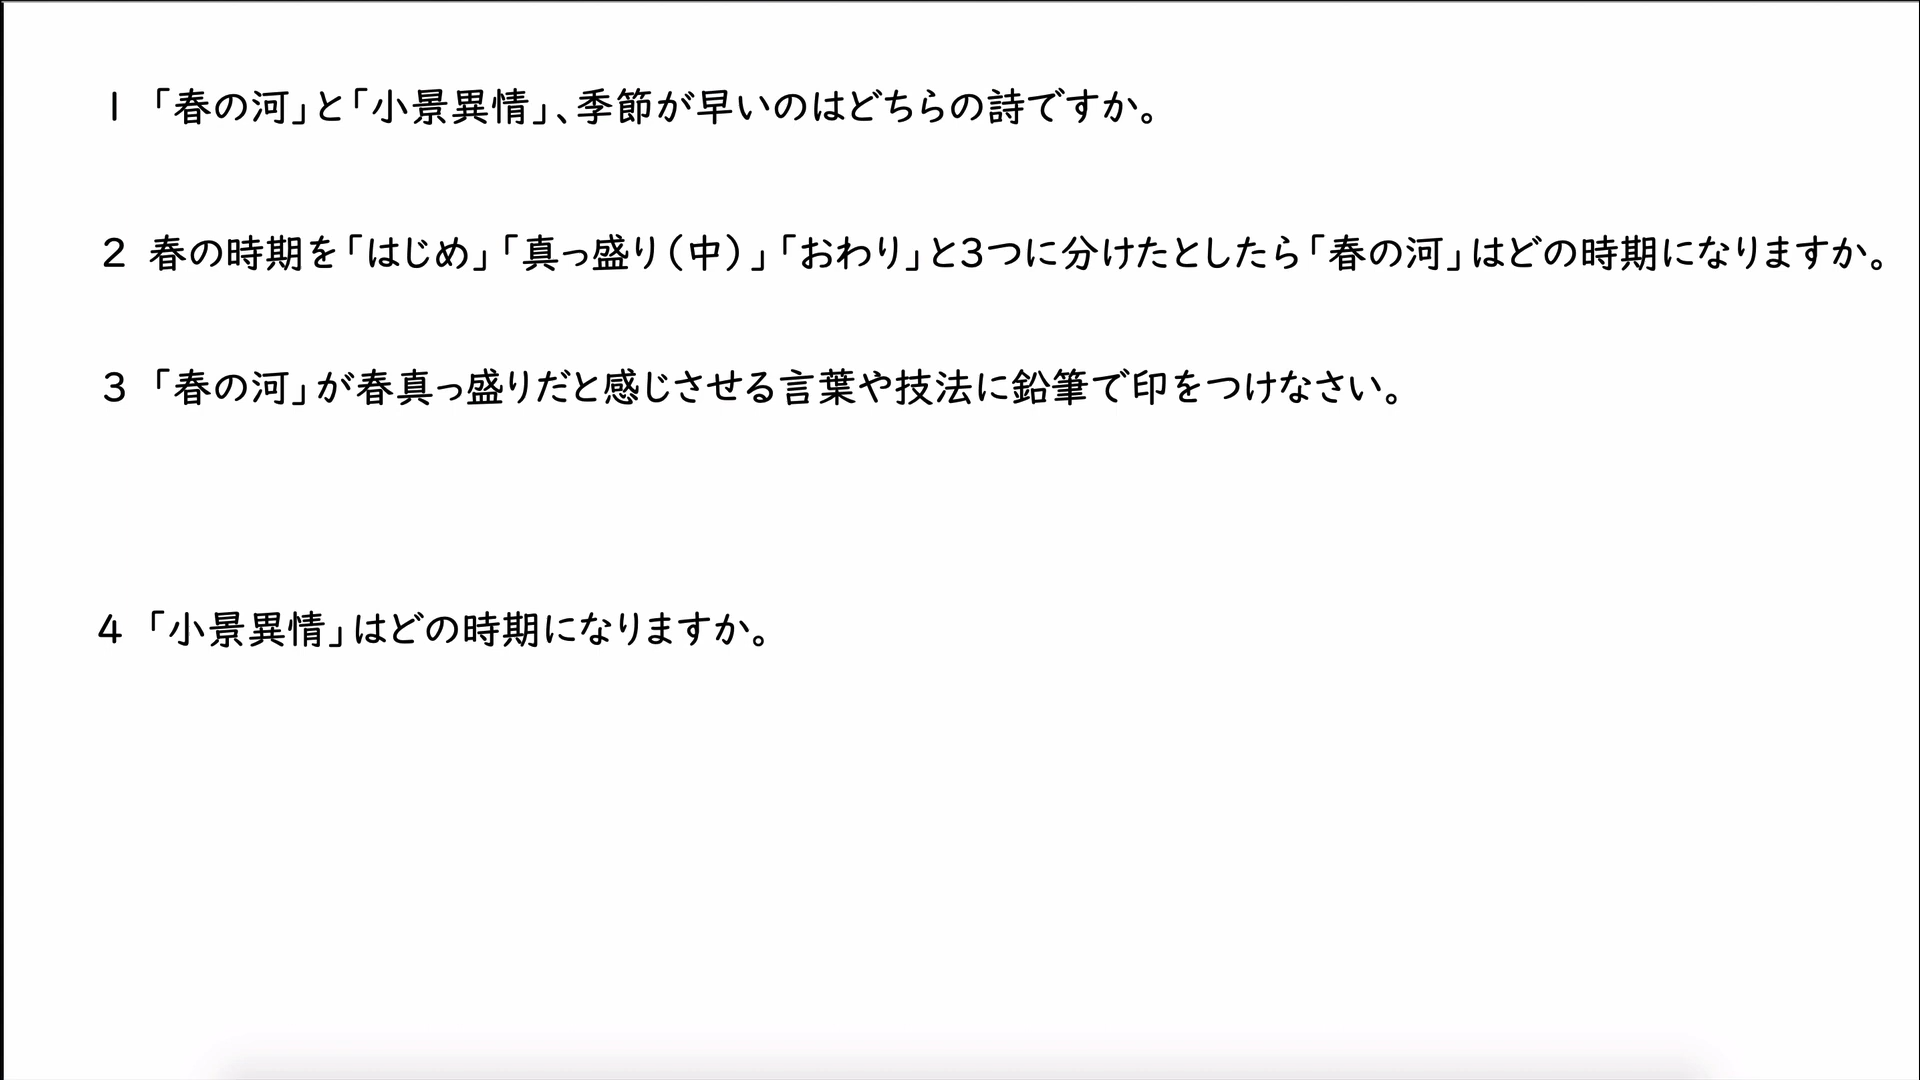 1 「春の河」と「小景異情」、季節が早いのはどちらの詩ですか。
2 春の時期を「はじめ」「真っ盛り（中）」「おわり」と3つに分けたとしたら「春の河」はどの時期になりますか。
3 「春の河」が春真っ盛りだと感じさせる言葉や技法に鉛筆で印をつけなさい。
4 「小景異情」はどの時期になりますか。